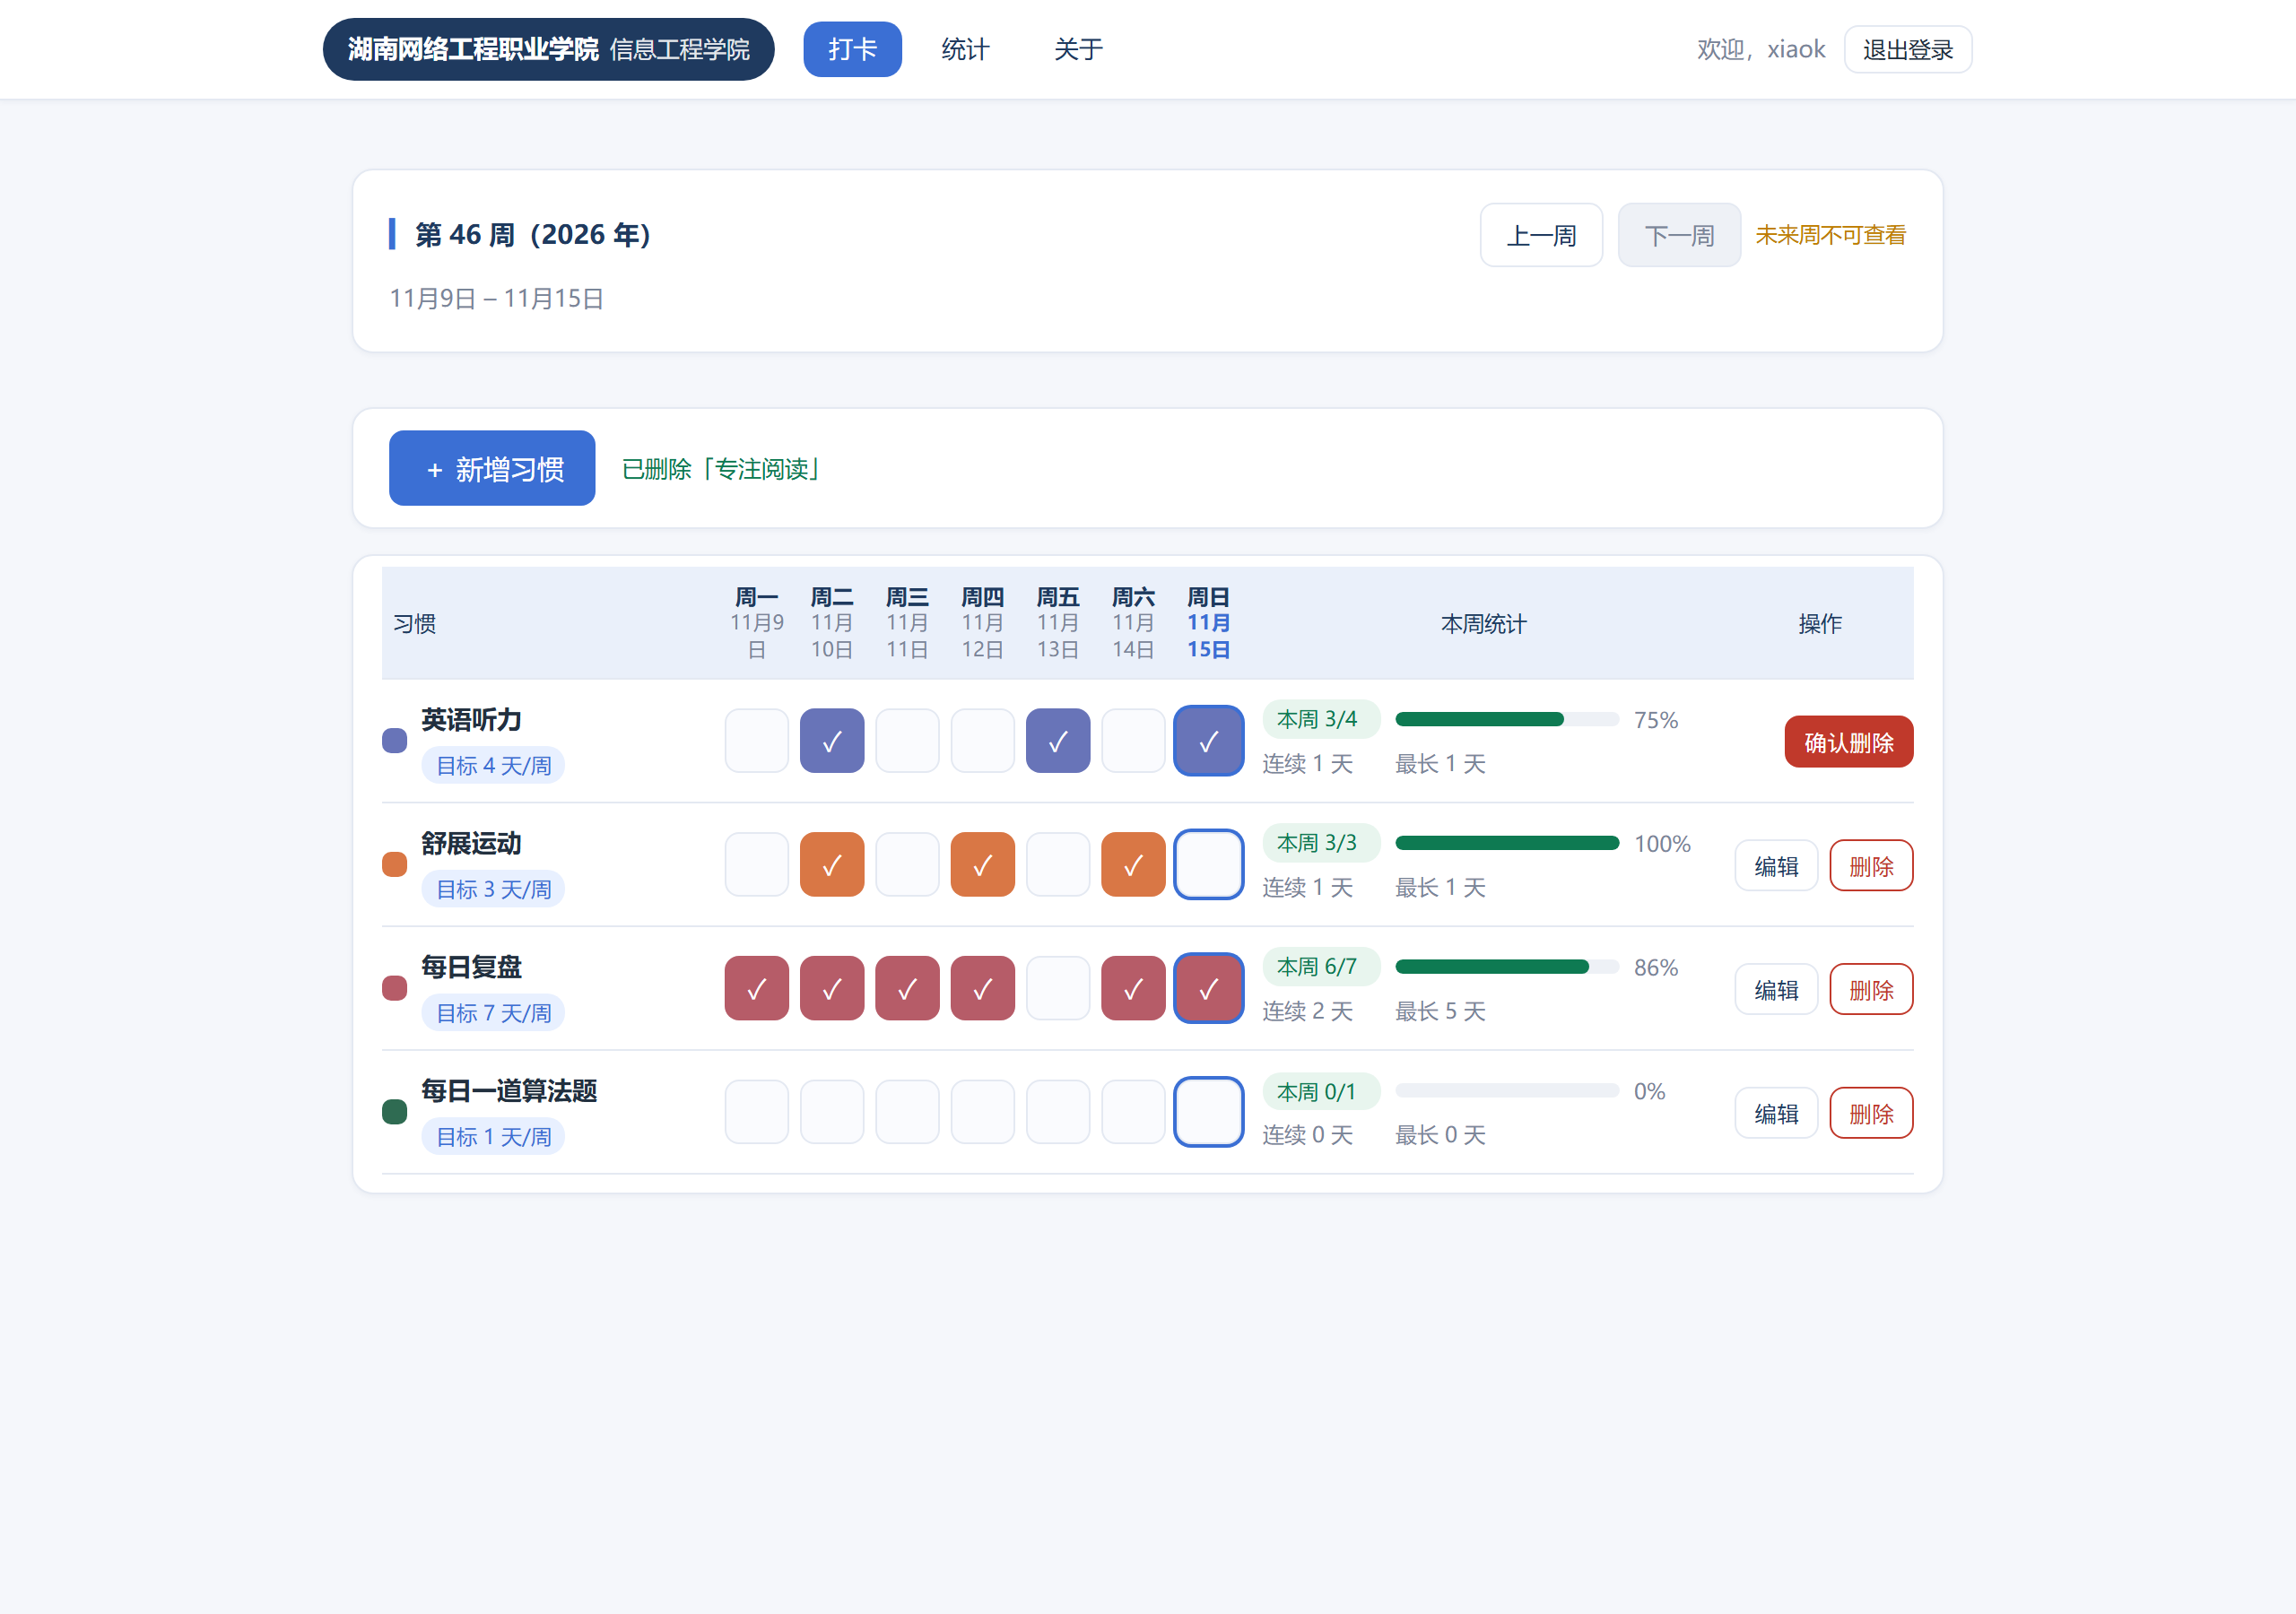 湖南网络工程职业学院 信息工程学院 打卡 统计 关于 欢迎，xiaok 退出登录
第 46 周（2026 年） 上一周 下一周 未来周不可查看
11月9日 – 11月15日
+ 新增习惯 已删除「专注阅读」
习惯 周一 周二 周三 周四 周五 周六 周日 本周统计 操作
11月9日 11月10日 11月11日 11月12日 11月13日 11月14日 11月15日
英语听力 ✓ ✓ ✓ 本周 3/4 75% 确认删除
目标 4 天/周 连续 1 天 最长 1 天
舒展运动 ✓ ✓ ✓ 本周 3/3 100% 编辑 删除
目标 3 天/周 连续 1 天 最长 1 天
每日复盘 ✓ ✓ ✓ ✓ ✓ ✓ 本周 6/7 86% 编辑 删除
目标 7 天/周 连续 2 天 最长 5 天
每日一道算法题 本周 0/1 0% 编辑 删除
目标 1 天/周 连续 0 天 最长 0 天